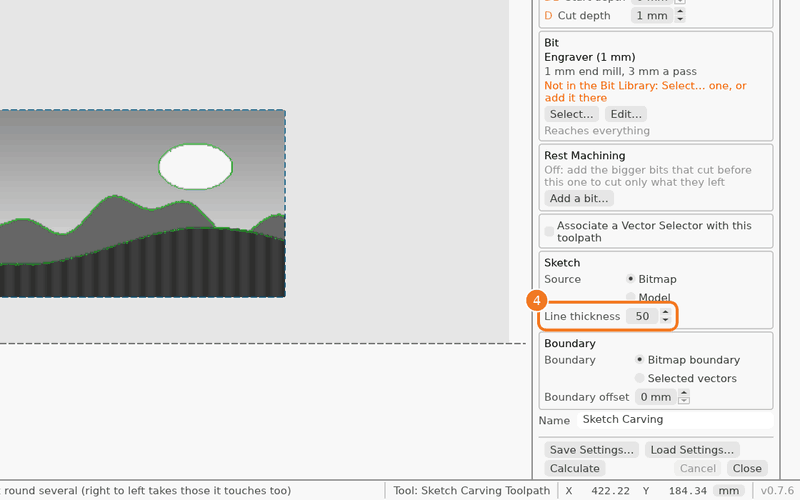 D Cut depth 1 mm
Bit
Engraver (1 mm)
1 mm end mill, 3 mm a pass
Not in the Bit Library: Select... one, or
add it there
Select... Edit...
Reaches everything
Rest Machining
Off: add the bigger bits that cut before
this one to cut only what they left
Add a bit...
Associate a Vector Selector with this
toolpath
Sketch
Source Bitmap
Model
4
Line thickness 50
Boundary
Boundary Bitmap boundary
Selected vectors
Boundary offset 0 mm
Name Sketch Carving
Save Settings... Load Settings...
Calculate Cancel Close
round several (right to left takes those it touches too) Tool: Sketch Carving Toolpath X 422.22 Y 184.34 mm v0.7.6